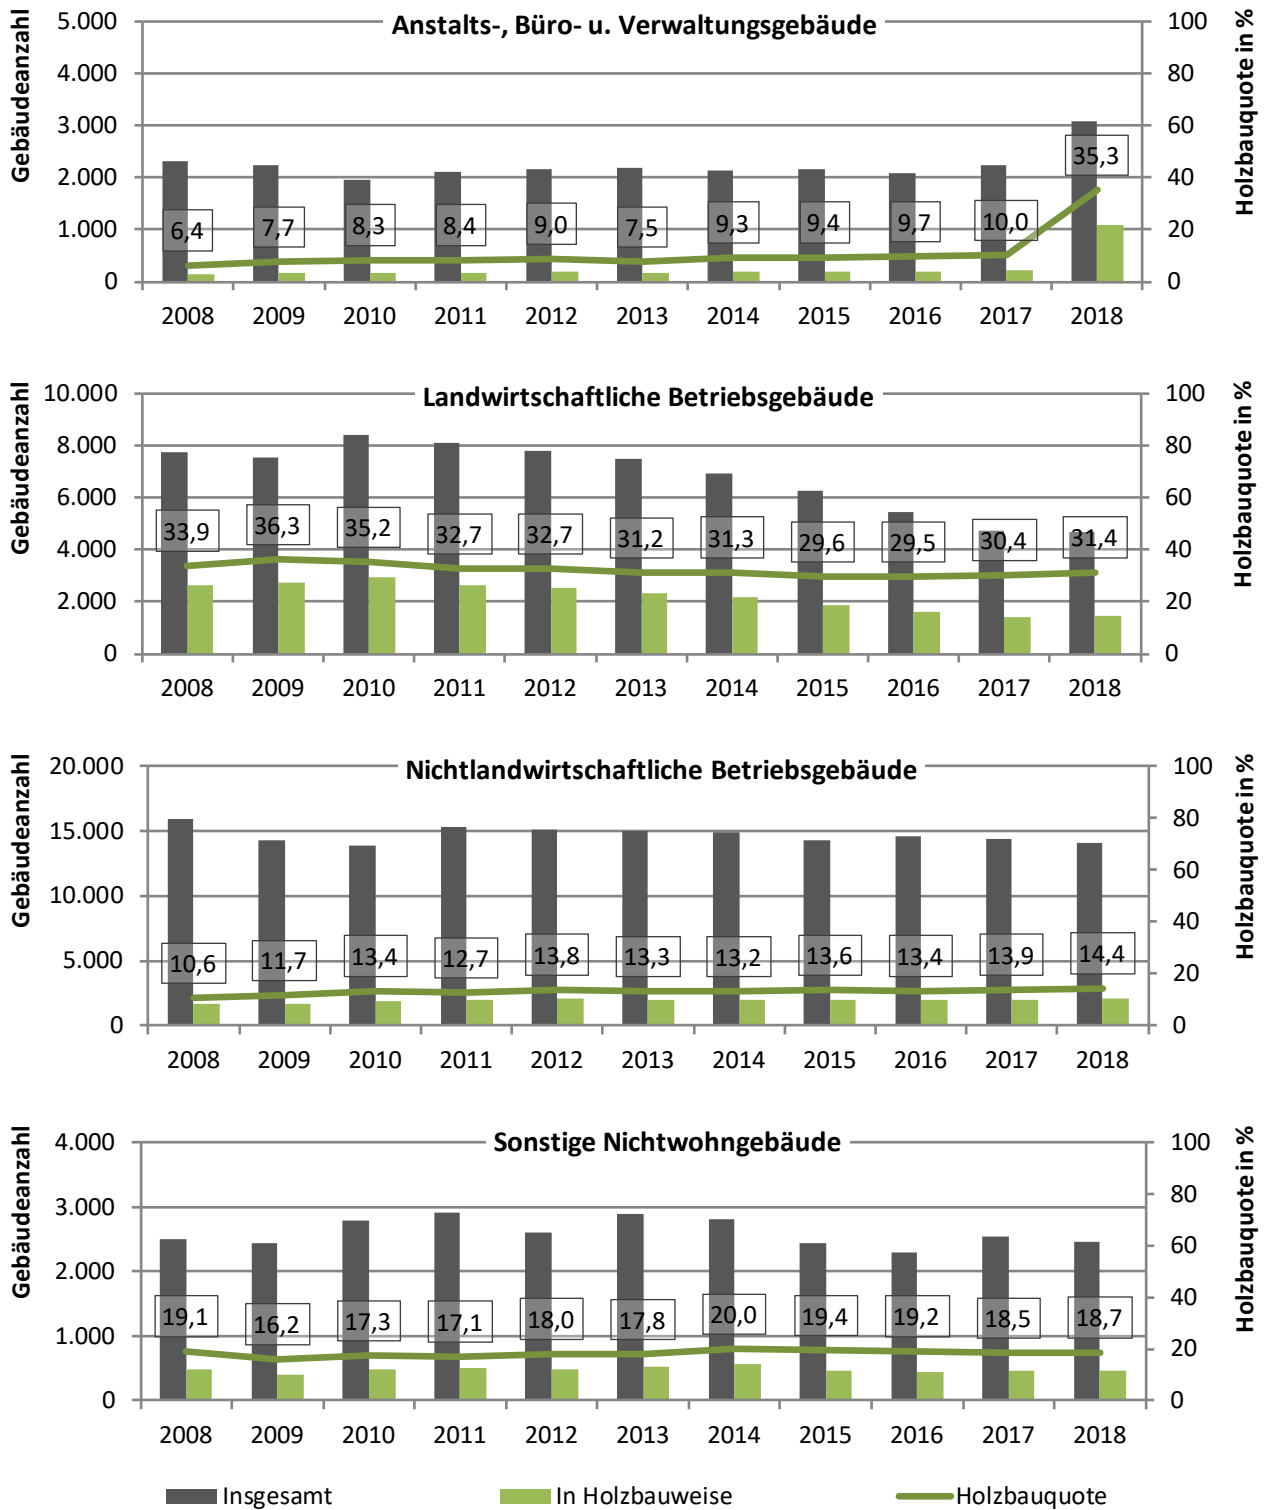 Anstalts-, Büro- u. Verwaltungsgebäude
Gebäudeanzahl
Holzbauquote in %
5.000
4.000
3.000
2.000
1.000
0
100
80
60
40
20
0
6,4 7,7 8,3 8,4 9,0 7,5 9,3 9,4 9,7 10,0 35,3
2008 2009 2010 2011 2012 2013 2014 2015 2016 2017 2018
Landwirtschaftliche Betriebsgebäude
Gebäudeanzahl
Holzbauquote in %
10.000
8.000
6.000
4.000
2.000
0
100
80
60
40
20
0
33,9 36,3 35,2 32,7 32,7 31,2 31,3 29,6 29,5 30,4 31,4
2008 2009 2010 2011 2012 2013 2014 2015 2016 2017 2018
Nichtlandwirtschaftliche Betriebsgebäude
Gebäudeanzahl
Holzbauquote in %
20.000
15.000
10.000
5.000
0
100
80
60
40
20
0
10,6 11,7 13,4 12,7 13,8 13,3 13,2 13,6 13,4 13,9 14,4
2008 2009 2010 2011 2012 2013 2014 2015 2016 2017 2018
Sonstige Nichtwohngebäude
Gebäudeanzahl
Holzbauquote in %
4.000
3.000
2.000
1.000
0
100
80
60
40
20
0
19,1 16,2 17,3 17,1 18,0 17,8 20,0 19,4 19,2 18,5 18,7
2008 2009 2010 2011 2012 2013 2014 2015 2016 2017 2018
Insgesamt In Holzbauweise Holzbauquote